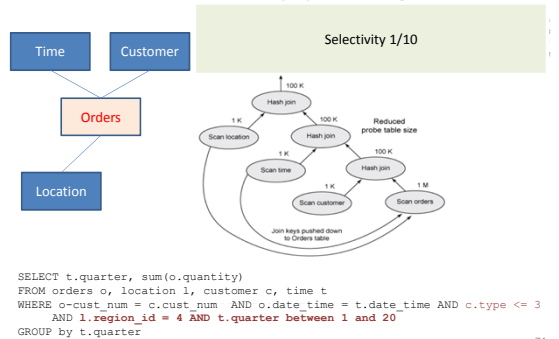 Selectivity 1/10
Time
Customer
Orders
Location
100 K
Hash join
1 K
100 K
Reduced
probe table size
Scan location
Hash join
1 K
100 K
Scan time
Hash join
1 K
1 M
Scan customer
Scan orders
Join keys pushed down
to Orders table
SELECT t.quarter, sum(o.quantity)
FROM orders o, location l, customer c, time t
WHERE o-cust_num = c.cust_num AND o.date_time = t.date_time AND c.type <= 3
AND l.region_id = 4 AND t.quarter between 1 and 20
GROUP by t.quarter